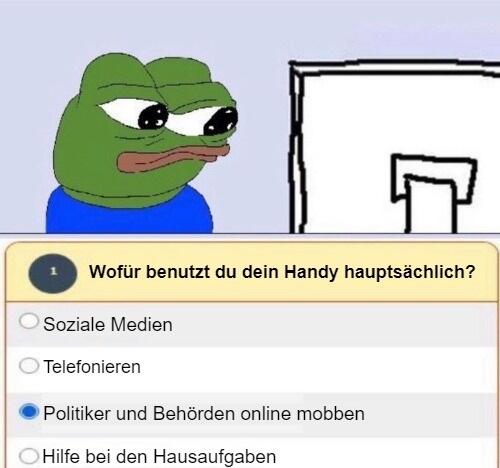 1 Wofür benutzt du dein Handy hauptsächlich?
Soziale Medien
Telefonieren
Politiker und Behörden online mobben
Hilfe bei den Hausaufgaben